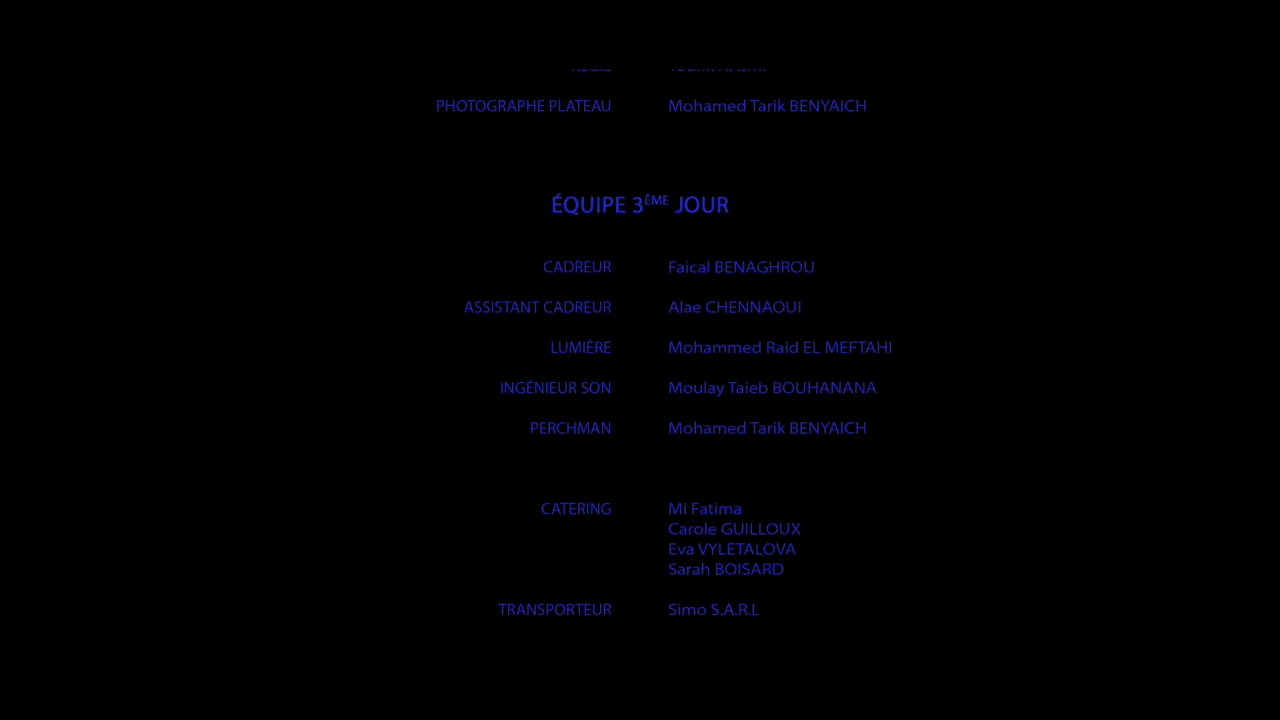 PHOTOGRAPHE PLATEAU Mohamed Tarik BENYAICH
ÉQUIPE 3ÈME JOUR
CADREUR Faical BENAGHROU
ASSISTANT CADREUR Alae CHENNAOUI
LUMIÈRE Mohammed Raid EL MEFTAHI
INGÉNIEUR SON Moulay Taieb BOUHANANA
PERCHMAN Mohamed Tarik BENYAICH
CATERING Mi Fatima
Carole GUILLOUX
Eva VYLETALOVA
Sarah BOISARD
TRANSPORTEUR Simo S.A.R.L